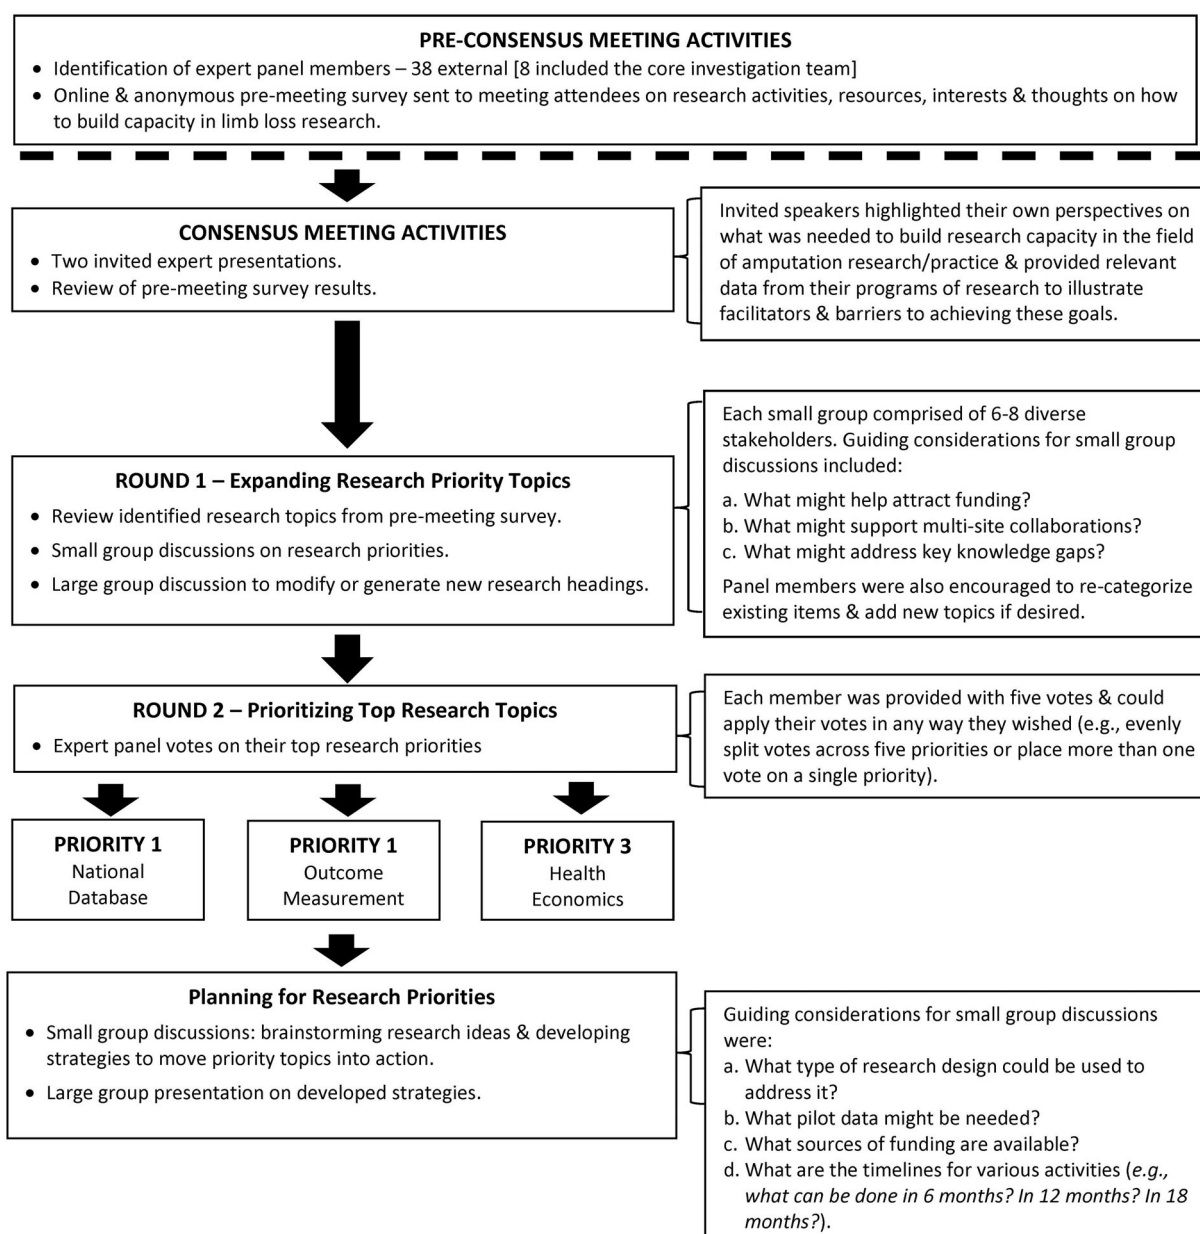 PRE-CONSENSUS MEETING ACTIVITIES
• Identification of expert panel members – 38 external [8 included the core investigation team]
• Online & anonymous pre-meeting survey sent to meeting attendees on research activities, resources, interests & thoughts on how
to build capacity in limb loss research.
CONSENSUS MEETING ACTIVITIES
• Two invited expert presentations.
• Review of pre-meeting survey results.
Invited speakers highlighted their own perspectives on
what was needed to build research capacity in the field
of amputation research/practice & provided relevant
data from their programs of research to illustrate
facilitators & barriers to achieving these goals.
ROUND 1 – Expanding Research Priority Topics
• Review identified research topics from pre-meeting survey.
• Small group discussions on research priorities.
• Large group discussion to modify or generate new research headings.
Each small group comprised of 6-8 diverse
stakeholders. Guiding considerations for small group
discussions included:
a. What might help attract funding?
b. What might support multi-site collaborations?
c. What might address key knowledge gaps?
Panel members were also encouraged to re-categorize
existing items & add new topics if desired.
ROUND 2 – Prioritizing Top Research Topics
• Expert panel votes on their top research priorities
Each member was provided with five votes & could
apply their votes in any way they wished (e.g., evenly
split votes across five priorities or place more than one
vote on a single priority).
PRIORITY 1
National
Database
PRIORITY 1
Outcome
Measurement
PRIORITY 3
Health
Economics
Planning for Research Priorities
• Small group discussions: brainstorming research ideas & developing
strategies to move priority topics into action.
• Large group presentation on developed strategies.
Guiding considerations for small group discussions
were:
a. What type of research design could be used to
address it?
b. What pilot data might be needed?
c. What sources of funding are available?
d. What are the timelines for various activities (e.g.,
what can be done in 6 months? In 12 months? In 18
months?).